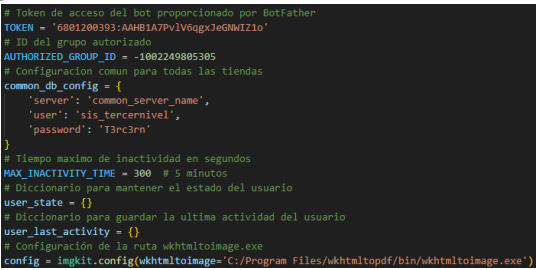 # Token de acceso del bot proporcionado por BotFather
TOKEN = '6801200393:AAHB1A7PvlV6qgxJeGNWIZ1o'
# ID del grupo autorizado
AUTHORIZED_GROUP_ID = -1002249805305
# Configuracion comun para todas las tiendas
common_db_config = {
    'server': 'common_server_name',
    'user': 'sis_tercernivel',
    'password': 'T3rc3rn'
}
# Tiempo maximo de inactividad en segundos
MAX_INACTIVITY_TIME = 300  # 5 minutos
# Diccionario para mantener el estado del usuario
user_state = {}
# Diccionario para guardar la ultima actividad del usuario
user_last_activity = {}
# Configuración de la ruta wkhtmltoimage.exe
config = imgkit.config(wkhtmltoimage='C:/Program Files/wkhtmltopdf/bin/wkhtmltoimage.exe')